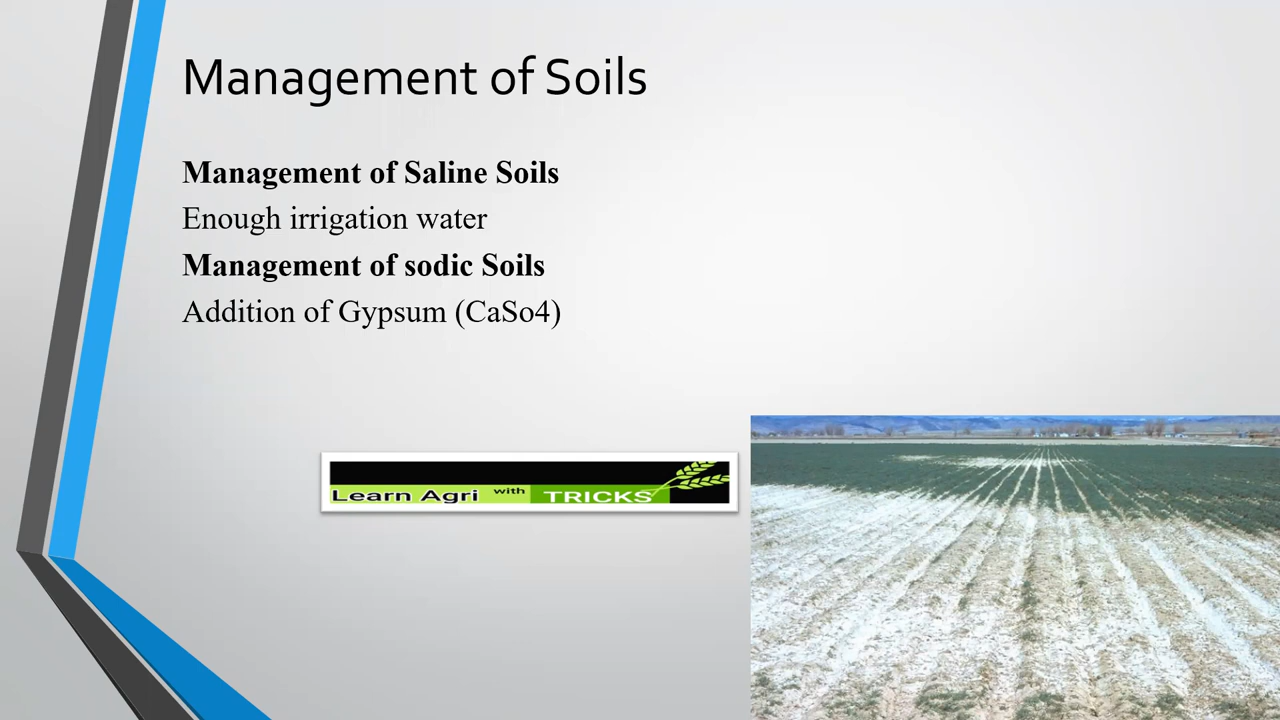 Management of Soils
Management of Saline Soils
Enough irrigation water
Management of sodic Soils
Addition of Gypsum (CaSo4)
Learn Agri with TRICKS